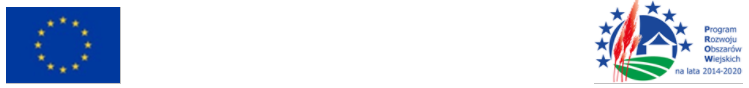 Program
Rozwoju
Obszarów
Wiejskich
na lata 2014-2020